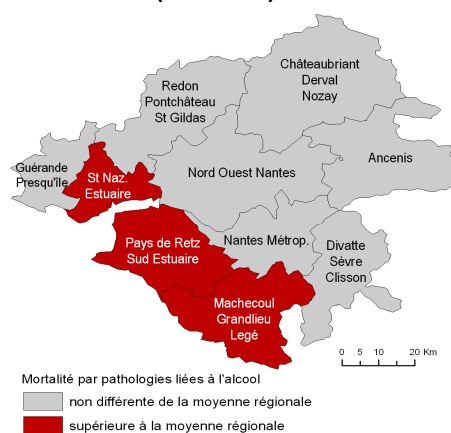 Châteaubriant
Derval
Nozay
Redon
Pontchâteau
St Gildas
Ancenis
Guérande
Presqu'île
St Naz.
Estuaire
Nord Ouest Nantes
Pays de Retz
Sud Estuaire
Nantes Métrop.
Divatte
Sèvre
Clisson
Machecoul
Grandlieu
Legé
0 5 10 20 Km
Mortalité par pathologies liées à l'alcool
non différente de la moyenne régionale
supérieure à la moyenne régionale